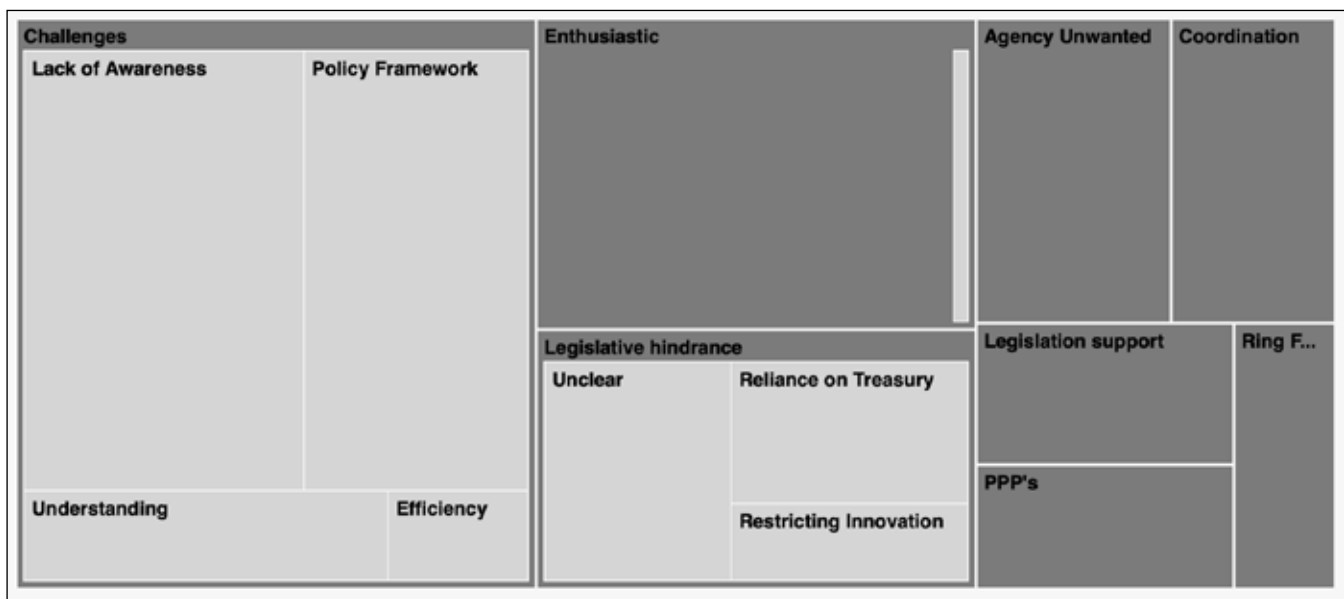 Challenges
Lack of Awareness
Policy Framework
Understanding
Efficiency
Enthusiastic
Legislative hindrance
Unclear
Reliance on Treasury
Restricting Innovation
Agency Unwanted
Coordination
Legislation support
Ring F...
PPP's